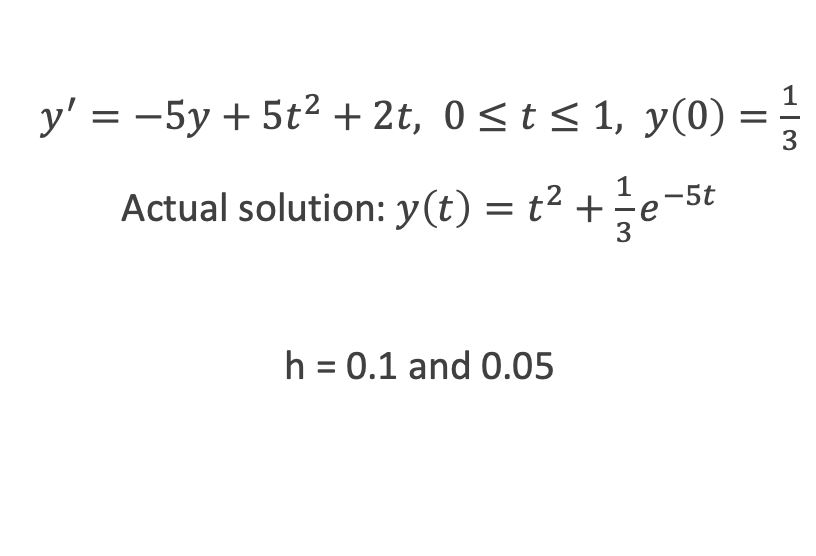 y′ = −5y + 5t² + 2t, 0 ≤ t ≤ 1, y(0) = 1/3
Actual solution: y(t) = t² + 1/3 e⁻⁵ᵗ
h = 0.1 and 0.05